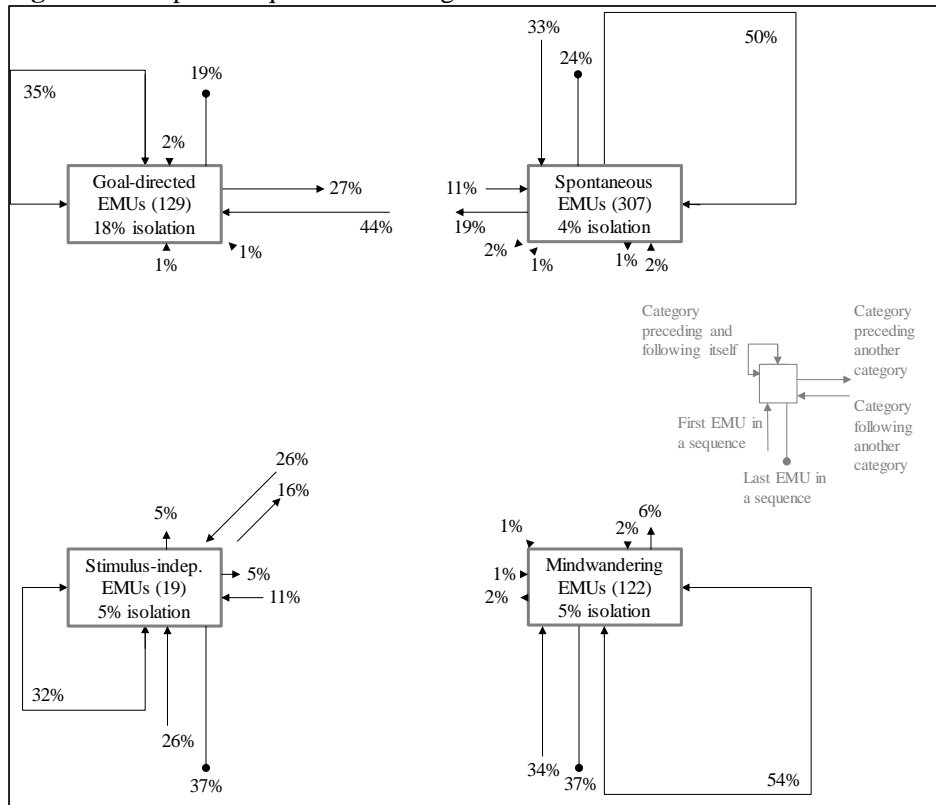 33%
50%
19%
24%
35%
2%
Goal-directed
EMUs (129)
18% isolation
27%
44%
1%
1%
11%
19%
Spontaneous
EMUs (307)
4% isolation
2%
1%
1%
2%
Category
preceding and
following itself
Category
preceding
another
category
First EMU in
a sequence
Category
following
another
category
Last EMU in
a sequence
26%
16%
5%
Stimulus-indep.
EMUs (19)
5% isolation
5%
11%
32%
26%
37%
6%
1%
2%
1%
2%
Mindwandering
EMUs (122)
5% isolation
34%
37%
54%